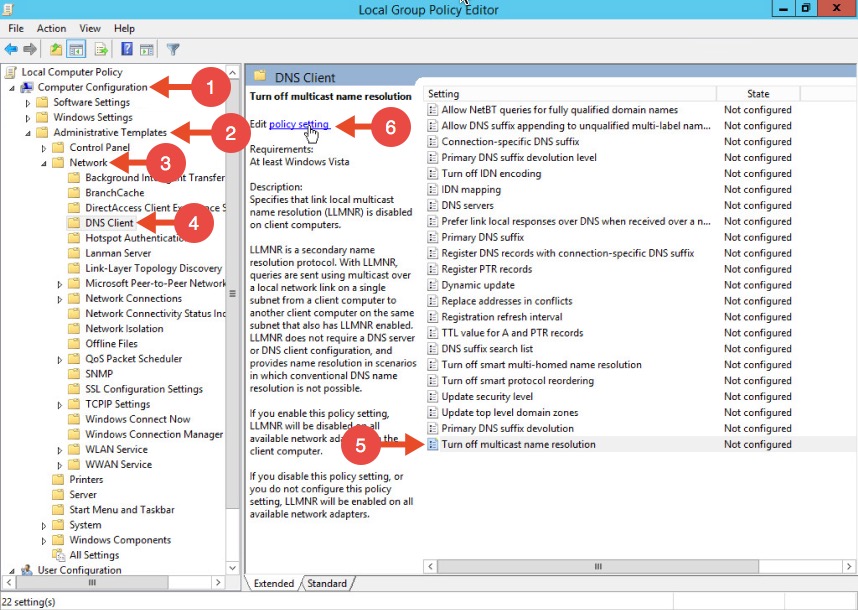 Local Group Policy Editor
File Action View Help
Local Computer Policy
Computer Configuration
Software Settings
Windows Settings
Administrative Templates
Control Panel
Network
Background Transfer
BranchCache
DirectAccess Client S
DNS Client
Hotspot
Lanman Server
Link-Layer Topology Discovery
Microsoft Peer-to-Peer Network
Network Connections
Network Connectivity Status Inc
Network Isolation
Offline Files
QoS Packet Scheduler
SNMP
SSL Configuration Settings
TCPIP Settings
Windows Connect Now
Windows Connection Manager
WLAN Service
WWAN Service
Printers
Server
Start Menu and Taskbar
System
Windows Components
All Settings
User Configuration
1
2
3
4
DNS Client
Turn off multicast name resolution
Edit policy setting
6
Requirements:
At least Windows Vista
Description:
Specifies that link local multicast
name resolution (LLMNR) is disabled
on client computers.
LLMNR is a secondary name
resolution protocol. With LLMNR,
queries are sent using multicast over
a local network link on a single
subnet from a client computer to
another client computer on the same
subnet that also has LLMNR enabled.
LLMNR does not require a DNS server
or DNS client configuration, and
provides name resolution in scenarios
in which conventional DNS name
resolution is not possible.
If you enable this policy setting,
LLMNR will be disabled on all
available network the
client computer.
If you disable this policy setting, or
you do not configure this policy
setting, LLMNR will be enabled on all
available network adapters.
5
Setting State
Allow NetBT queries for fully qualified domain names Not configured
Allow DNS suffix appending to unqualified multi-label nam... Not configured
Connection-specific DNS suffix Not configured
Primary DNS suffix devolution level Not configured
Turn off IDN encoding Not configured
IDN mapping Not configured
DNS servers Not configured
Prefer link local responses over DNS when received over a n... Not configured
Primary DNS suffix Not configured
Register DNS records with connection-specific DNS suffix Not configured
Register PTR records Not configured
Dynamic update Not configured
Replace addresses in conflicts Not configured
Registration refresh interval Not configured
TTL value for A and PTR records Not configured
DNS suffix search list Not configured
Turn off smart multi-homed name resolution Not configured
Turn off smart protocol reordering Not configured
Update security level Not configured
Update top level domain zones Not configured
Primary DNS suffix devolution Not configured
Turn off multicast name resolution Not configured
Extended Standard
22 setting(s)